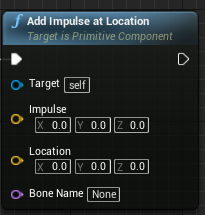 f Add Impulse at Location
Target is Primitive Component
Target self
Impulse
X 0.0 Y 0.0 Z 0.0
Location
X 0.0 Y 0.0 Z 0.0
Bone Name None